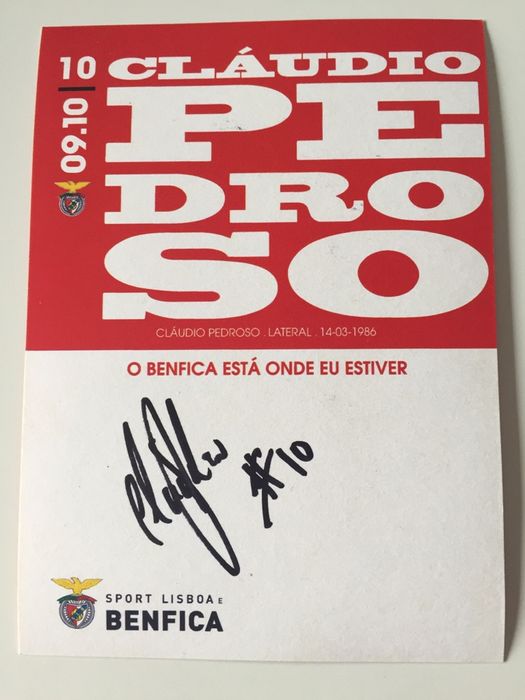 10
09.10
CLÁUDIO
PE
DRO
SO
CLÁUDIO PEDROSO . LATERAL . 14-03-1986
O BENFICA ESTÁ ONDE EU ESTIVER
#10
SPORT LISBOA E
BENFICA